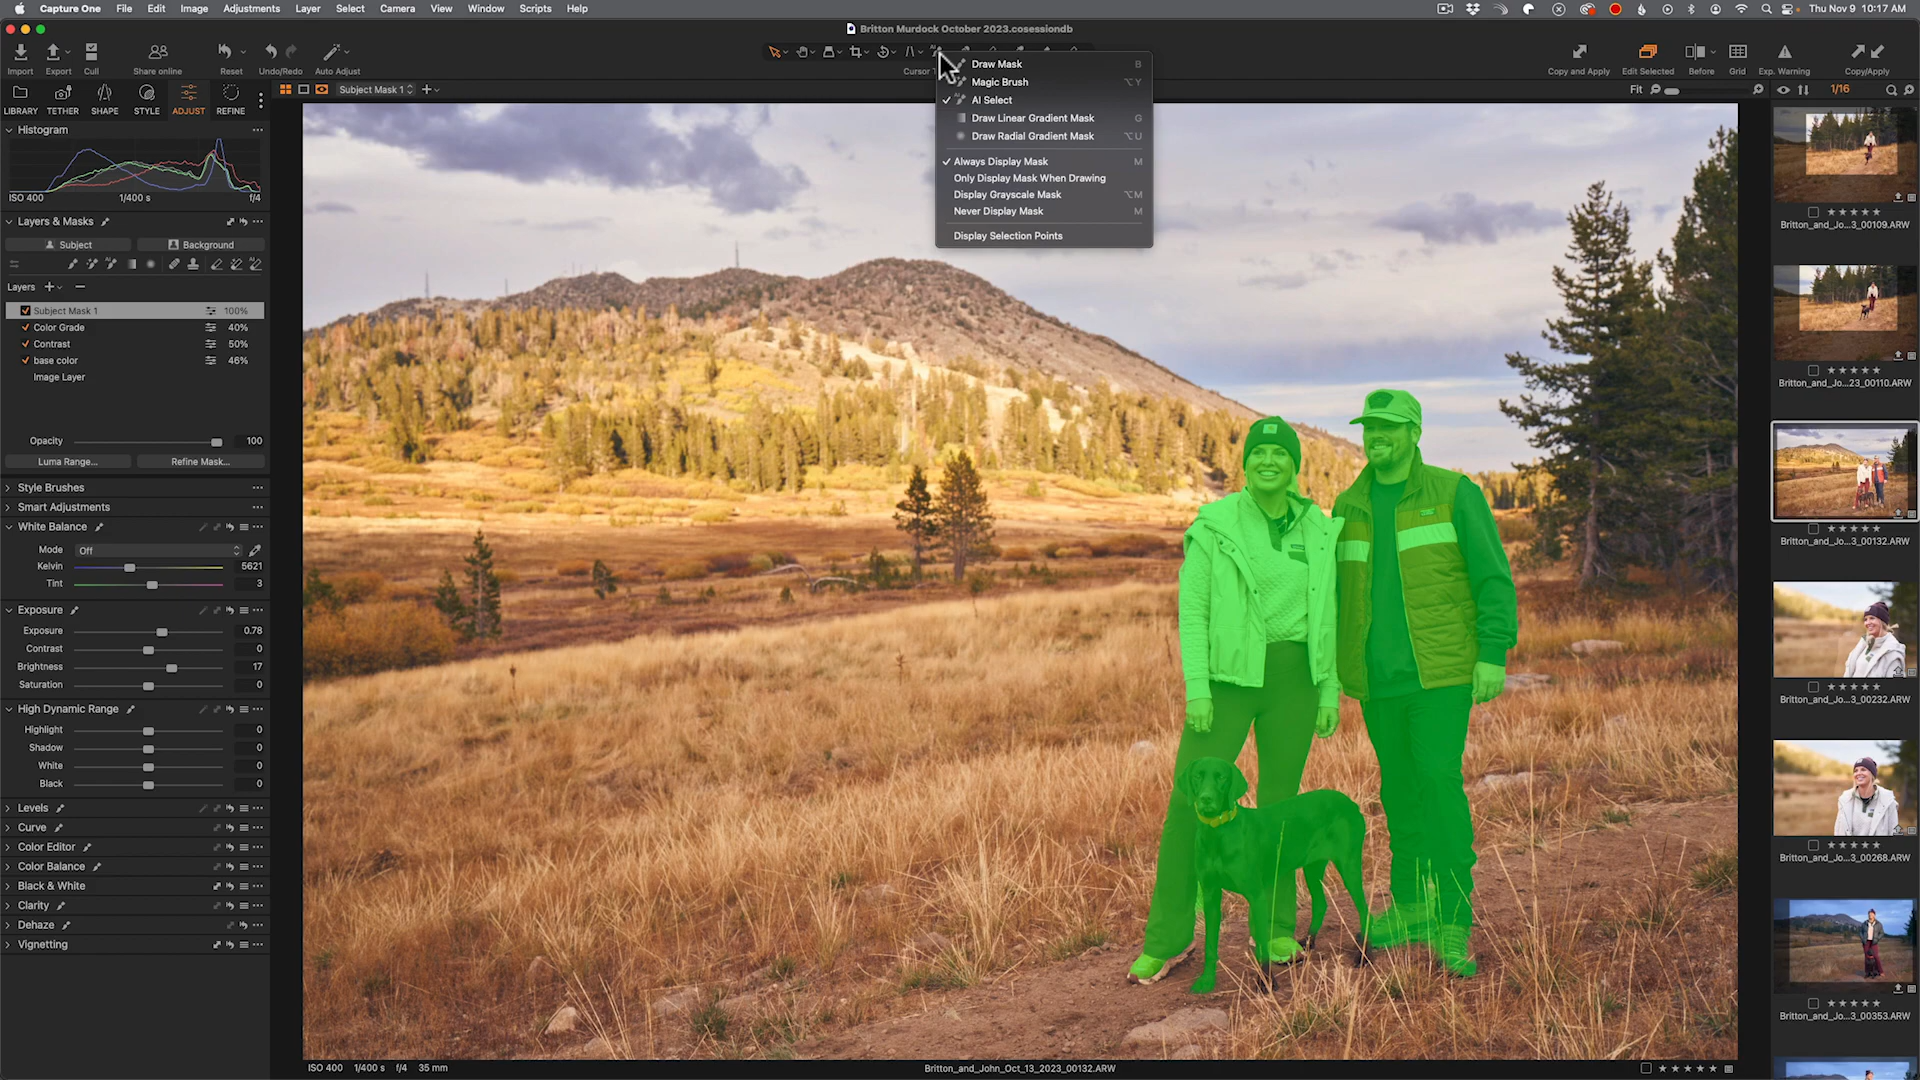 Capture One File Edit Image Adjustments Layer Select Camera View Window Scripts Help
Thu Nov 9 10:17 AM
Britton Murdock October 2023.cosessiondb
Import Export Cull Share online Reset Undo/Redo Auto Adjust
Copy and Apply Edit Selected Before Grid Exp. Warning Copy/Apply
LIBRARY TETHER SHAPE STYLE ADJUST REFINE
Subject Mask 1
Fit
1/16
Draw Mask B
Magic Brush ⌥Y
AI Select
Draw Linear Gradient Mask G
Draw Radial Gradient Mask ⌥U
Always Display Mask M
Only Display Mask When Drawing
Display Grayscale Mask ⌥M
Never Display Mask M
Display Selection Points
Histogram
ISO 400 1/400 s f/4
Layers & Masks
Subject Background
Layers
Subject Mask 1 100%
Color Grade 40%
Contrast 50%
base color 46%
Image Layer
Opacity 100
Luma Range... Refine Mask...
Style Brushes
Smart Adjustments
White Balance
Mode Off
Kelvin 5621
Tint 3
Exposure
Exposure 0.78
Contrast 0
Brightness 17
Saturation 0
High Dynamic Range
Highlight 0
Shadow 0
White 0
Black 0
Levels
Curve
Color Editor
Color Balance
Black & White
Clarity
Dehaze
Vignetting
ISO 400 1/400 s f/4 35 mm
Britton_and_John_Oct_13_2023_00132.ARW
Britton_and_Jo...3_00109.ARW
Britton_and_Jo...23_00110.ARW
Britton_and_Jo...3_00132.ARW
Britton_and_Jo...3_00232.ARW
Britton_and_Jo...3_00268.ARW
Britton_and_Jo...3_00353.ARW